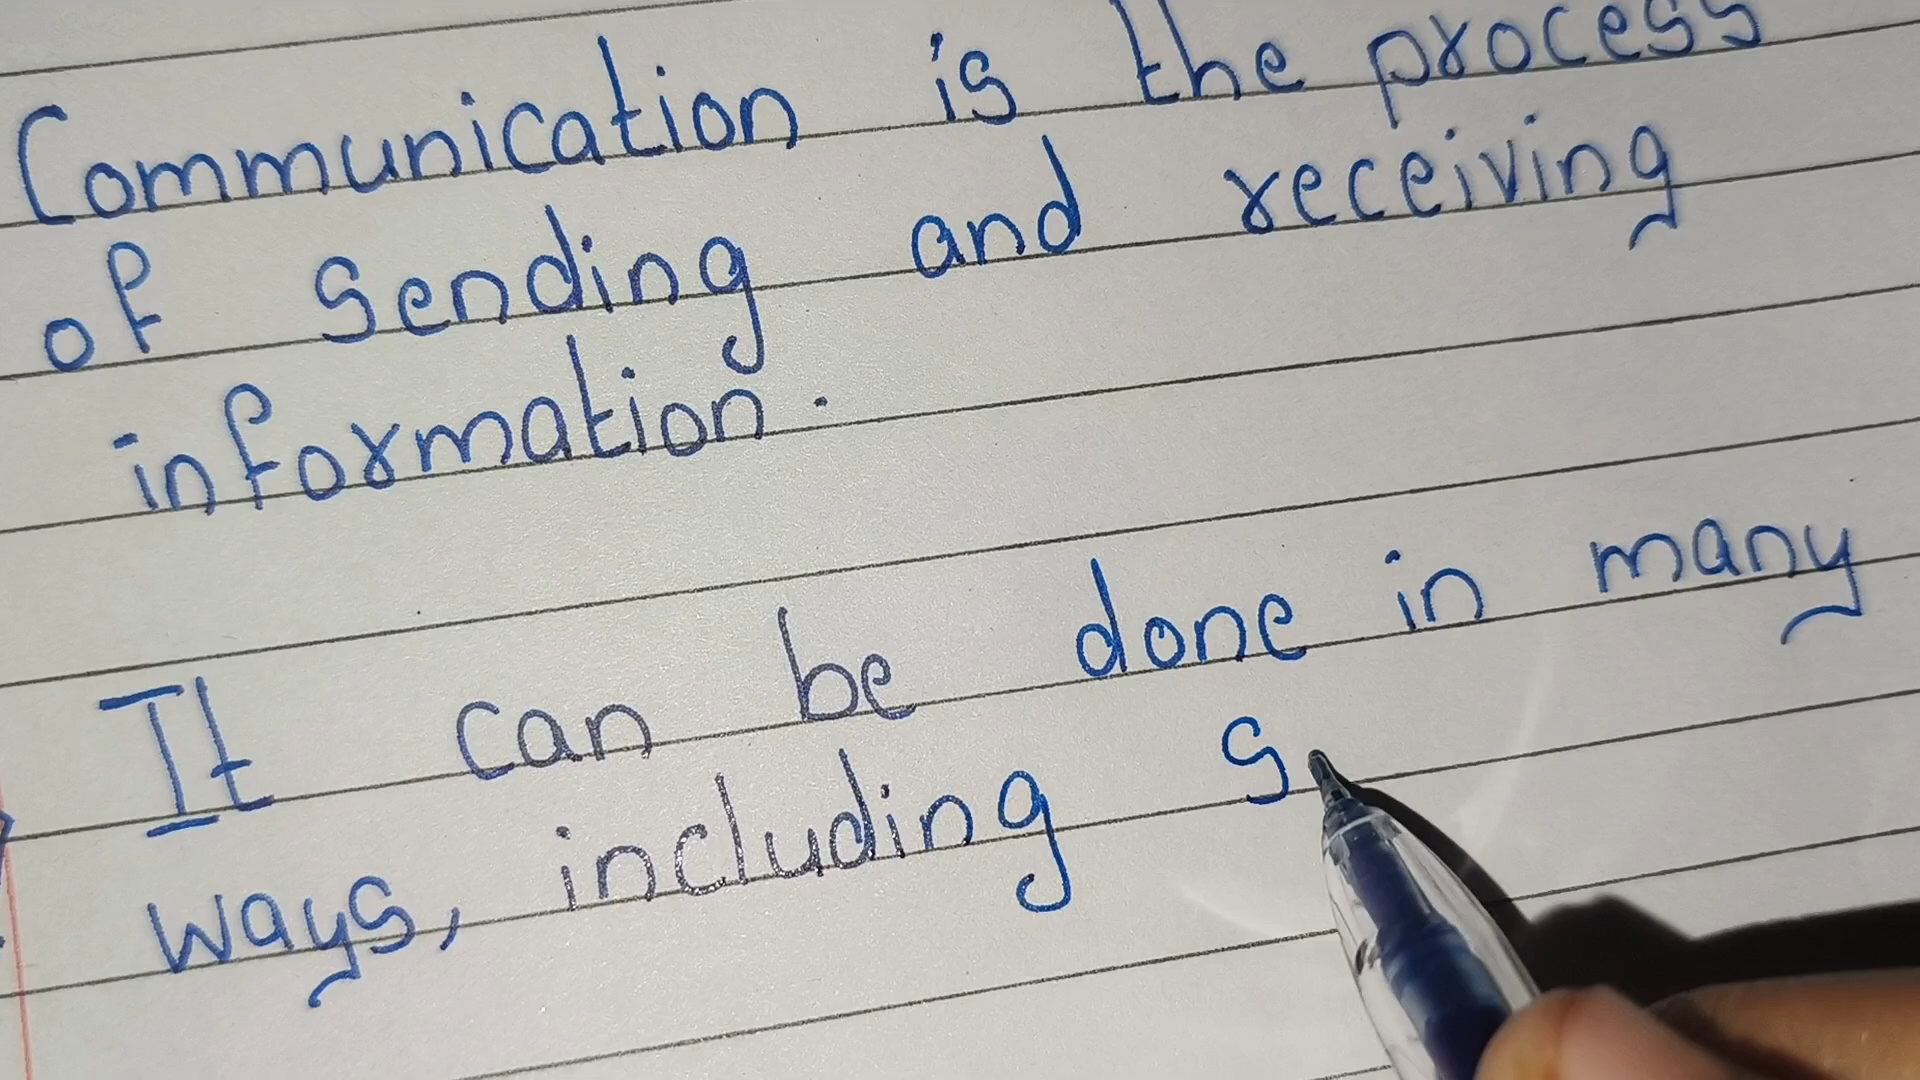 Communication is the process
of sending and receiving
information.
It can be done in many
ways, including s